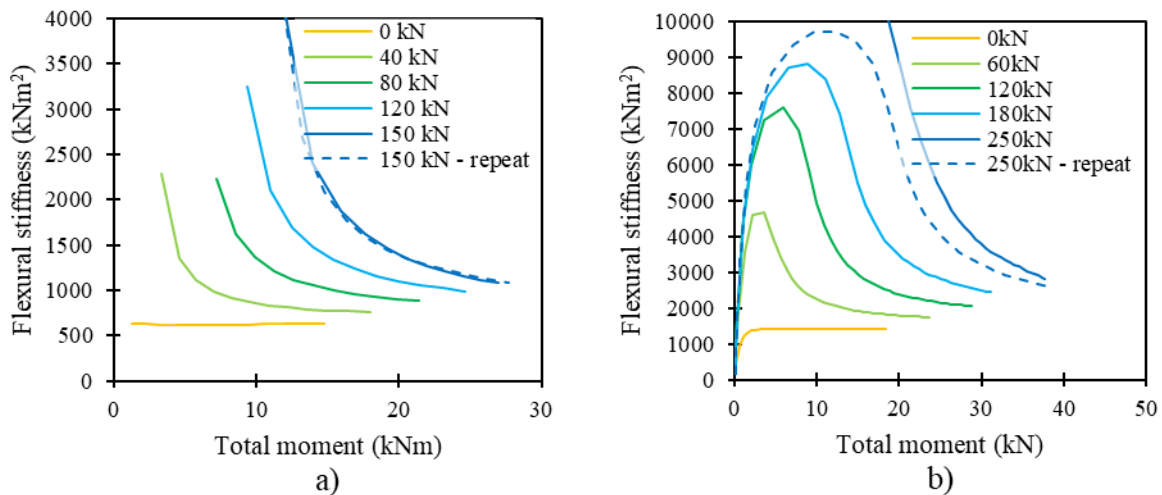 Flexural stiffness (kNm²)
4000
3500
3000
2500
2000
1500
1000
500
0
0 kN
40 kN
80 kN
120 kN
150 kN
150 kN - repeat
0 10 20 30
Total moment (kNm)
a)
Flexural stiffness (kNm²)
10000
9000
8000
7000
6000
5000
4000
3000
2000
1000
0
0kN
60kN
120kN
180kN
250kN
250kN - repeat
0 10 20 30 40 50
Total moment (kN)
b)